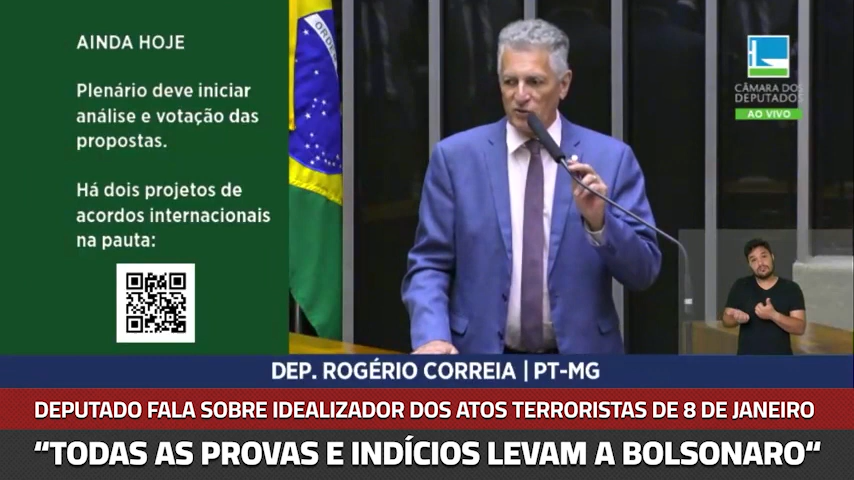 AINDA HOJE
Plenário deve iniciar
análise e votação das
propostas.
Há dois projetos de
acordos internacionais
na pauta:
ORDEM
CÂMARA DOS
DEPUTADOS
AO VIVO
DEP. ROGÉRIO CORREIA | PT-MG
DEPUTADO FALA SOBRE IDEALIZADOR DOS ATOS TERRORISTAS DE 8 DE JANEIRO
“TODAS AS PROVAS E INDÍCIOS LEVAM A BOLSONARO“